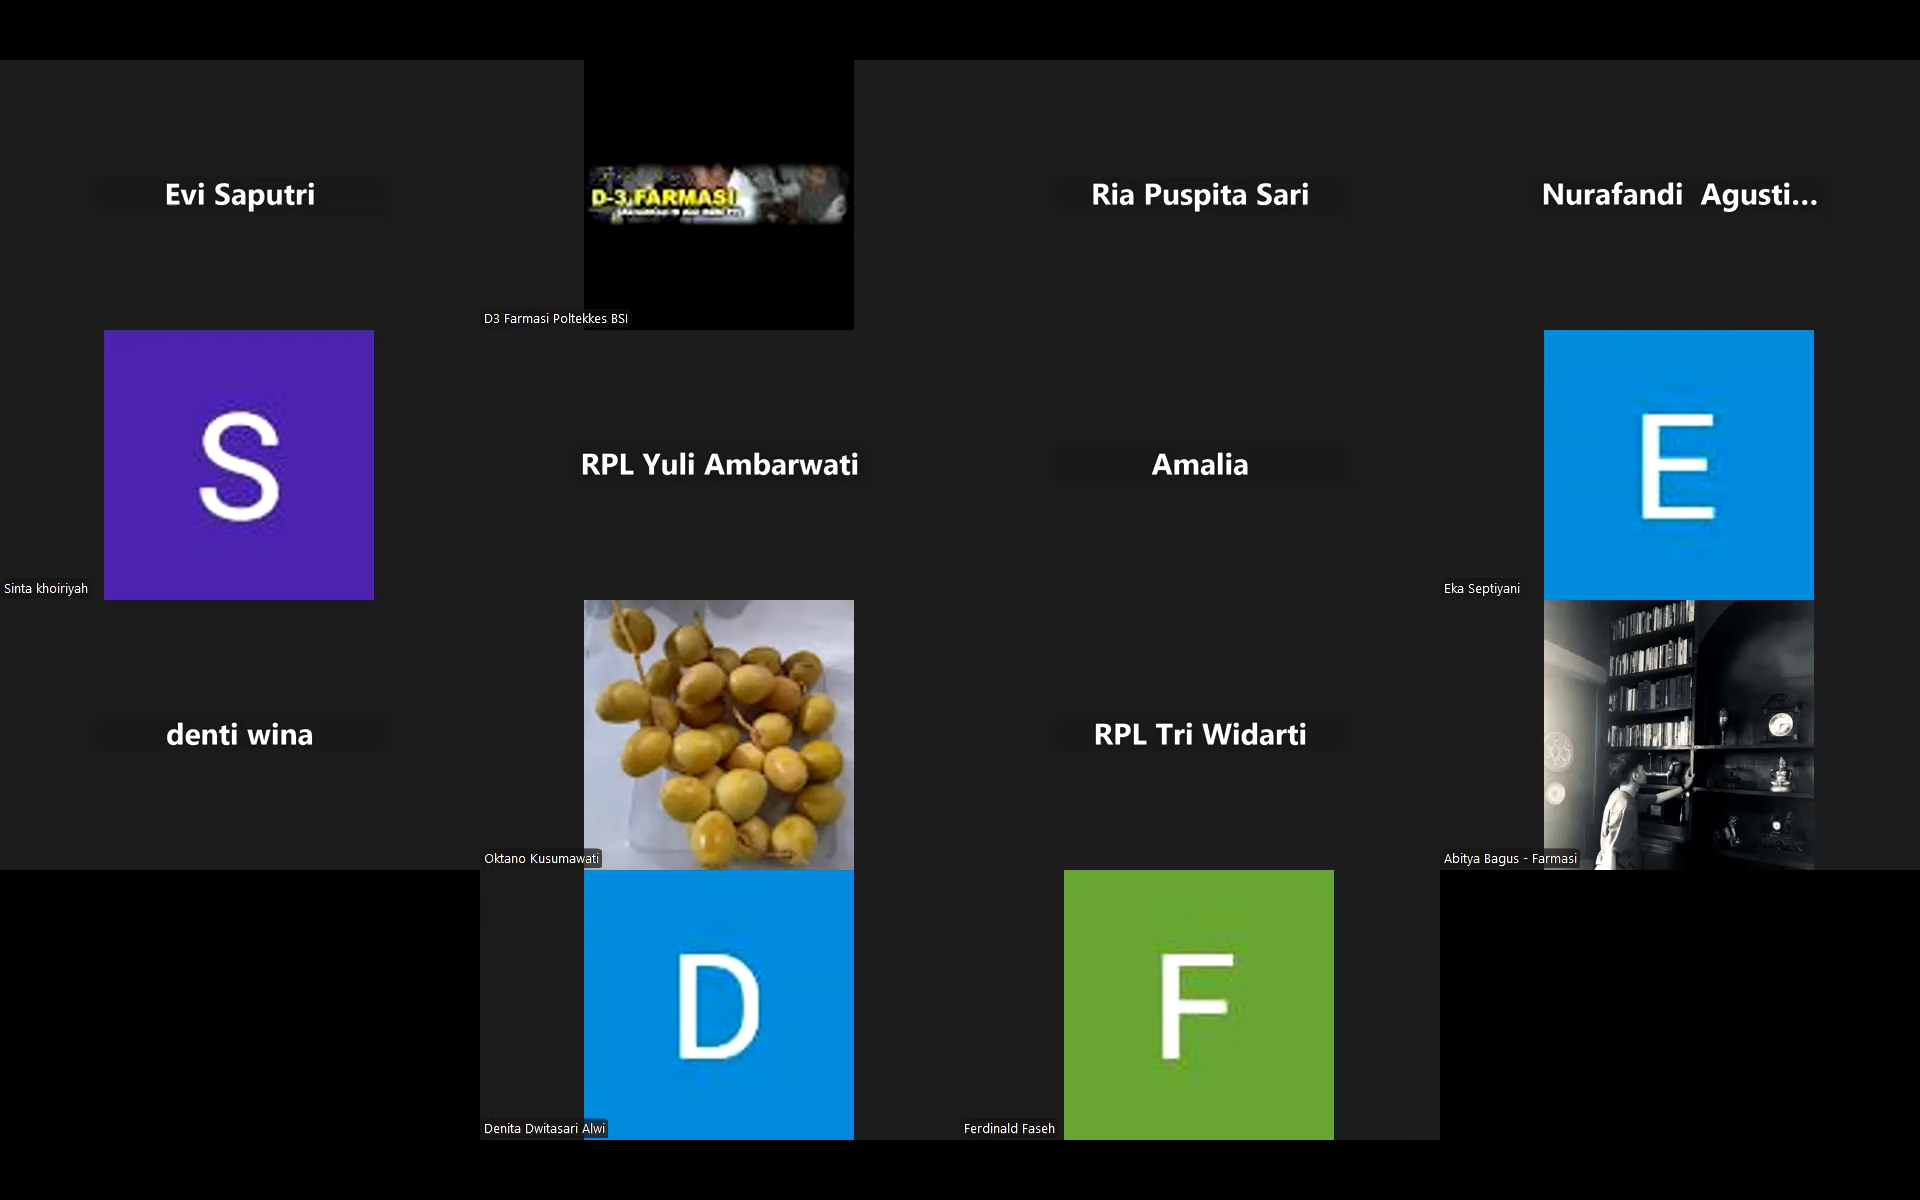 Evi Saputri
D-3 FARMASI
D3 Farmasi Poltekkes BSI
Ria Puspita Sari
Nurafandi Agusti...
S
Sinta khoiriyah
RPL Yuli Ambarwati
Amalia
E
Eka Septiyani
denti wina
Oktano Kusumawati
RPL Tri Widarti
Abitya Bagus - Farmasi
D
Denita Dwitasari Alwi
F
Ferdinald Faseh